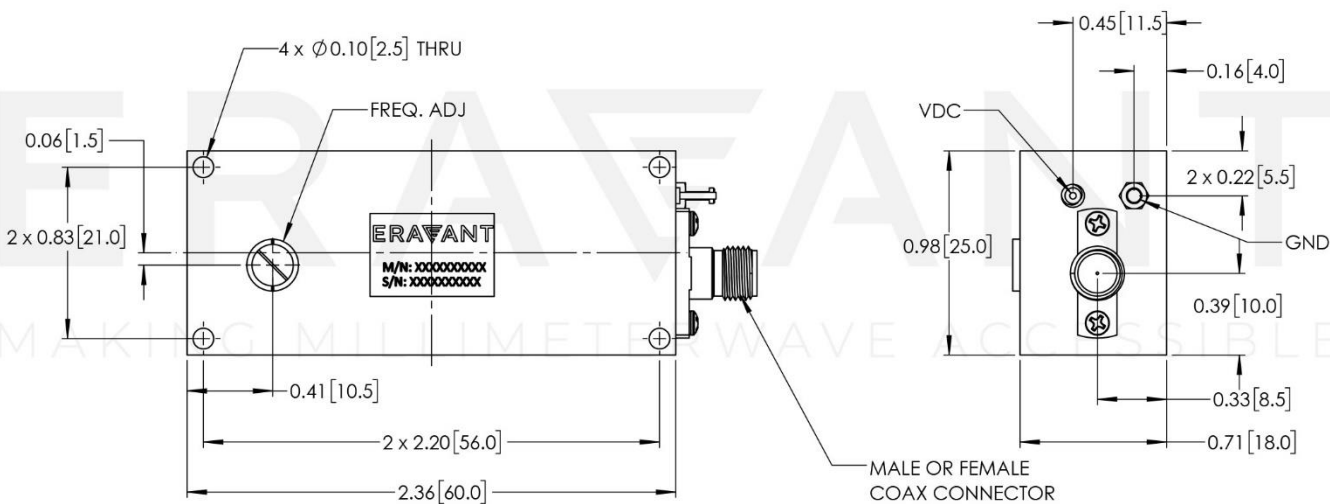 ERAVANT
MAKING MILLIMETERWAVE ACCESSIBLE
4 x Ø0.10[2.5] THRU
FREQ. ADJ
0.06[1.5]
2 x 0.83[21.0]
ERAVANT
M/N: XXXXXXXXXX
S/N: XXXXXXXXXX
0.41[10.5]
2 x 2.20[56.0]
2.36[60.0]
MALE OR FEMALE
COAX CONNECTOR
0.45[11.5]
0.16[4.0]
VDC
2 x 0.22[5.5]
0.98[25.0]
GND
0.39[10.0]
0.33[8.5]
0.71[18.0]